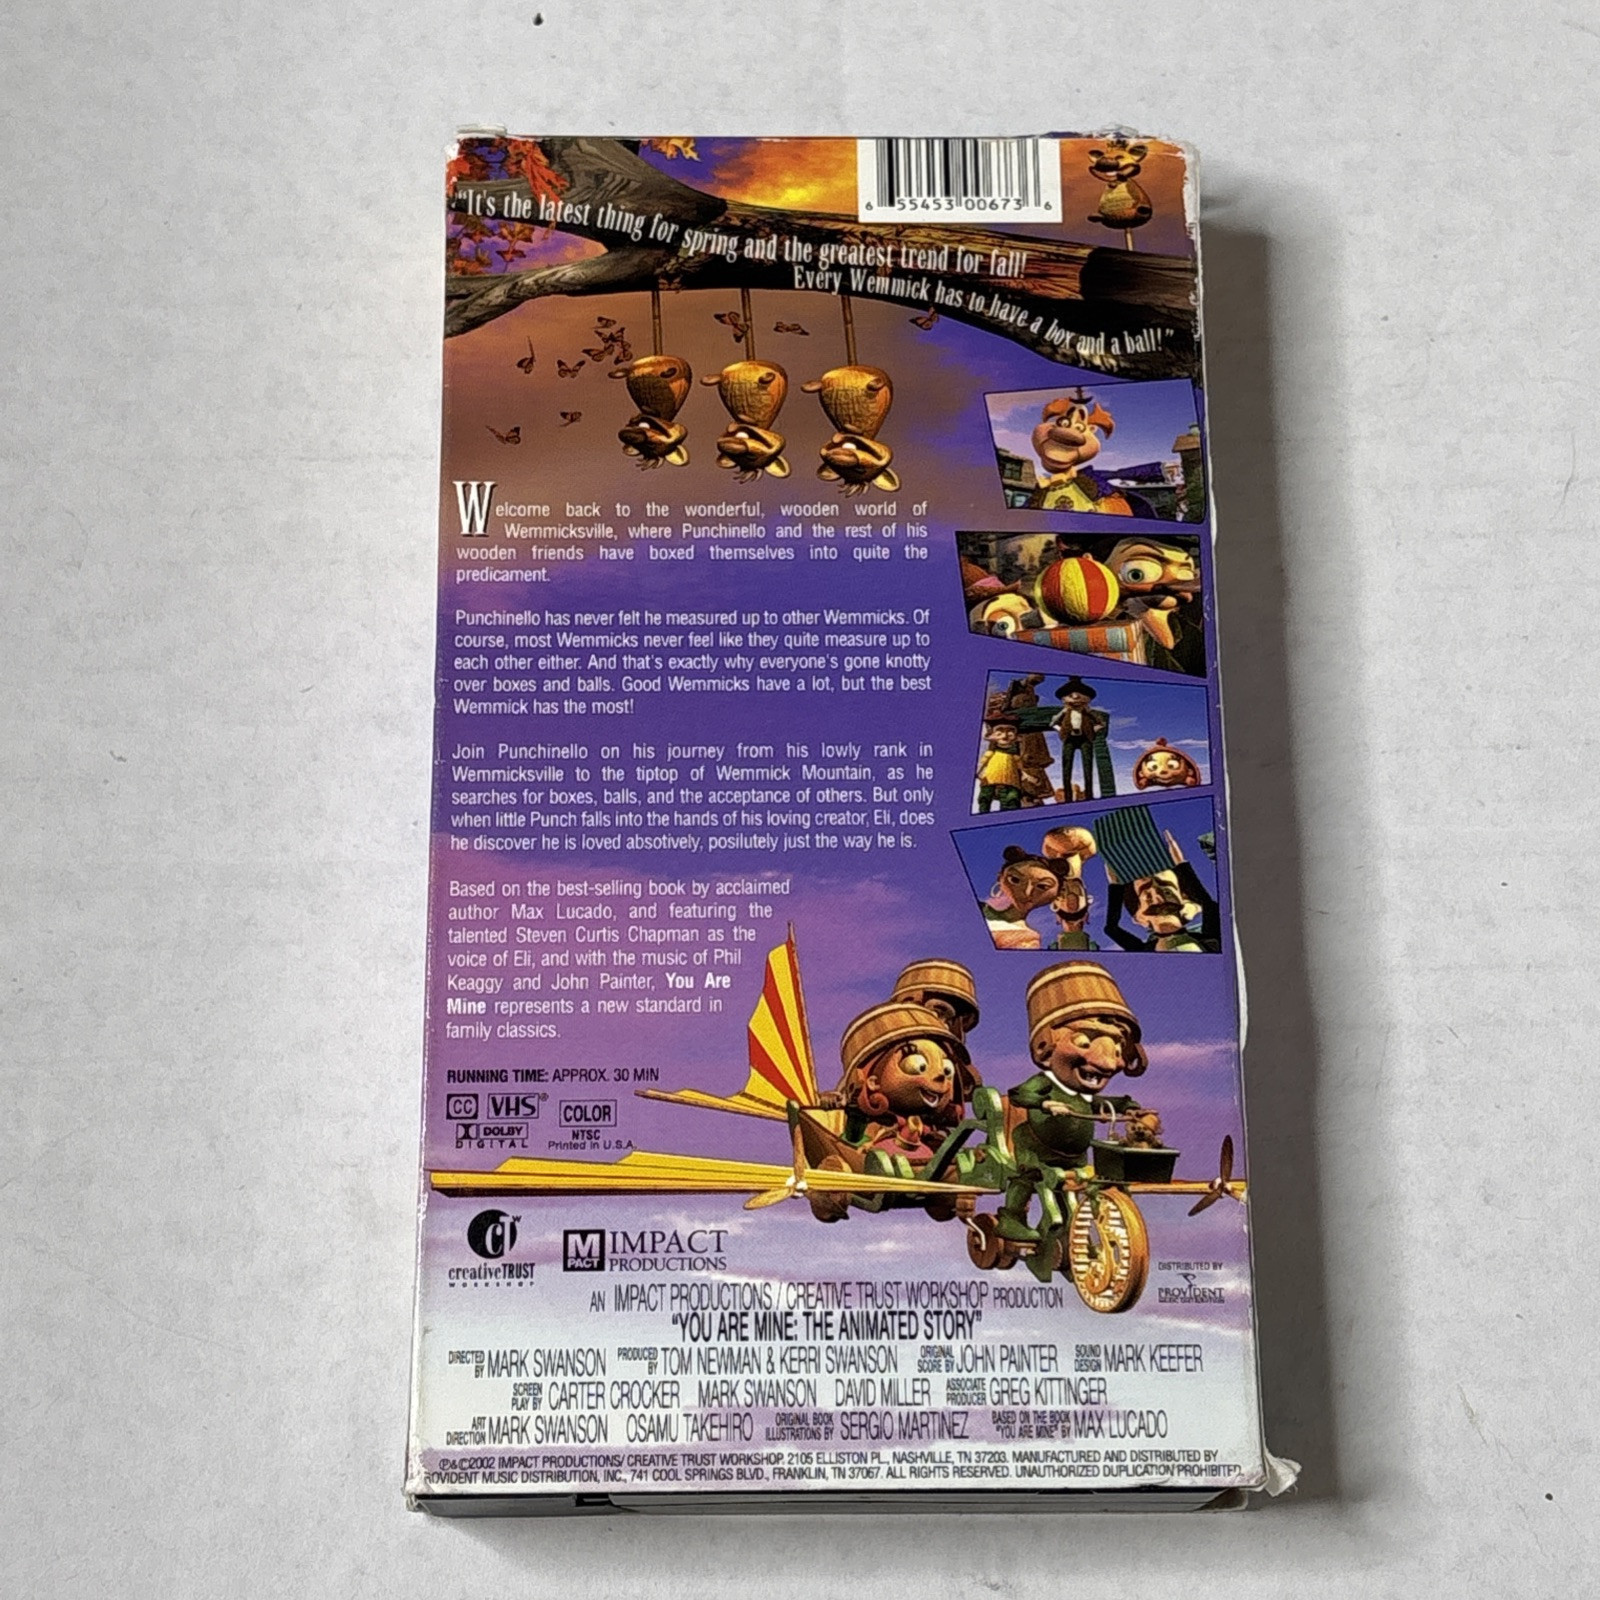 6 55453 00673 6
"It's the latest thing for spring and the greatest trend for fall!
Every Wemmick has to have a box and a ball!"
Welcome back to the wonderful, wooden world of
Wemmicksville, where Punchinello and the rest of his
wooden friends have boxed themselves into quite the
predicament.
Punchinello has never felt he measured up to other Wemmicks. Of
course, most Wemmicks never feel like they quite measure up to
each other either. And that's exactly why everyone's gone knotty
over boxes and balls. Good Wemmicks have a lot, but the best
Wemmick has the most!
Join Punchinello on his journey from his lowly rank in
Wemmicksville to the tiptop of Wemmick Mountain, as he
searches for boxes, balls, and the acceptance of others. But only
when little Punch falls into the hands of his loving creator, Eli, does
he discover he is loved absotively, posilutely just the way he is.
Based on the best-selling book by acclaimed
author Max Lucado, and featuring the
talented Steven Curtis Chapman as the
voice of Eli, and with the music of Phil
Keaggy and John Painter, You Are
Mine represents a new standard in
family classics.
RUNNING TIME: APPROX. 30 MIN
CC VHS® COLOR
DOLBY DIGITAL
NTSC
Printed in U.S.A.
creativeTRUST
WORKSHOP
M PACT
IMPACT
PRODUCTIONS
DISTRIBUTED BY
PROVIDENT
AN IMPACT PRODUCTIONS / CREATIVE TRUST WORKSHOP PRODUCTION
"YOU ARE MINE: THE ANIMATED STORY"
DIRECTED BY MARK SWANSON PRODUCED BY TOM NEWMAN & KERRI SWANSON ORIGINAL SCORE BY JOHN PAINTER SOUND DESIGN MARK KEEFER
SCREEN PLAY BY CARTER CROCKER MARK SWANSON DAVID MILLER ASSOCIATE PRODUCER GREG KITTINGER
ART DIRECTION MARK SWANSON OSAMU TAKEHIRO ORIGINAL BOOK ILLUSTRATIONS BY SERGIO MARTINEZ BASED ON THE BOOK "YOU ARE MINE" BY MAX LUCADO
℗&©2002 IMPACT PRODUCTIONS/ CREATIVE TRUST WORKSHOP. 2105 ELLISTON PL., NASHVILLE, TN 37203. MANUFACTURED AND DISTRIBUTED BY
PROVIDENT MUSIC DISTRIBUTION, INC., 741 COOL SPRINGS BLVD., FRANKLIN, TN 37067. ALL RIGHTS RESERVED. UNAUTHORIZED DUPLICATION PROHIBITED.